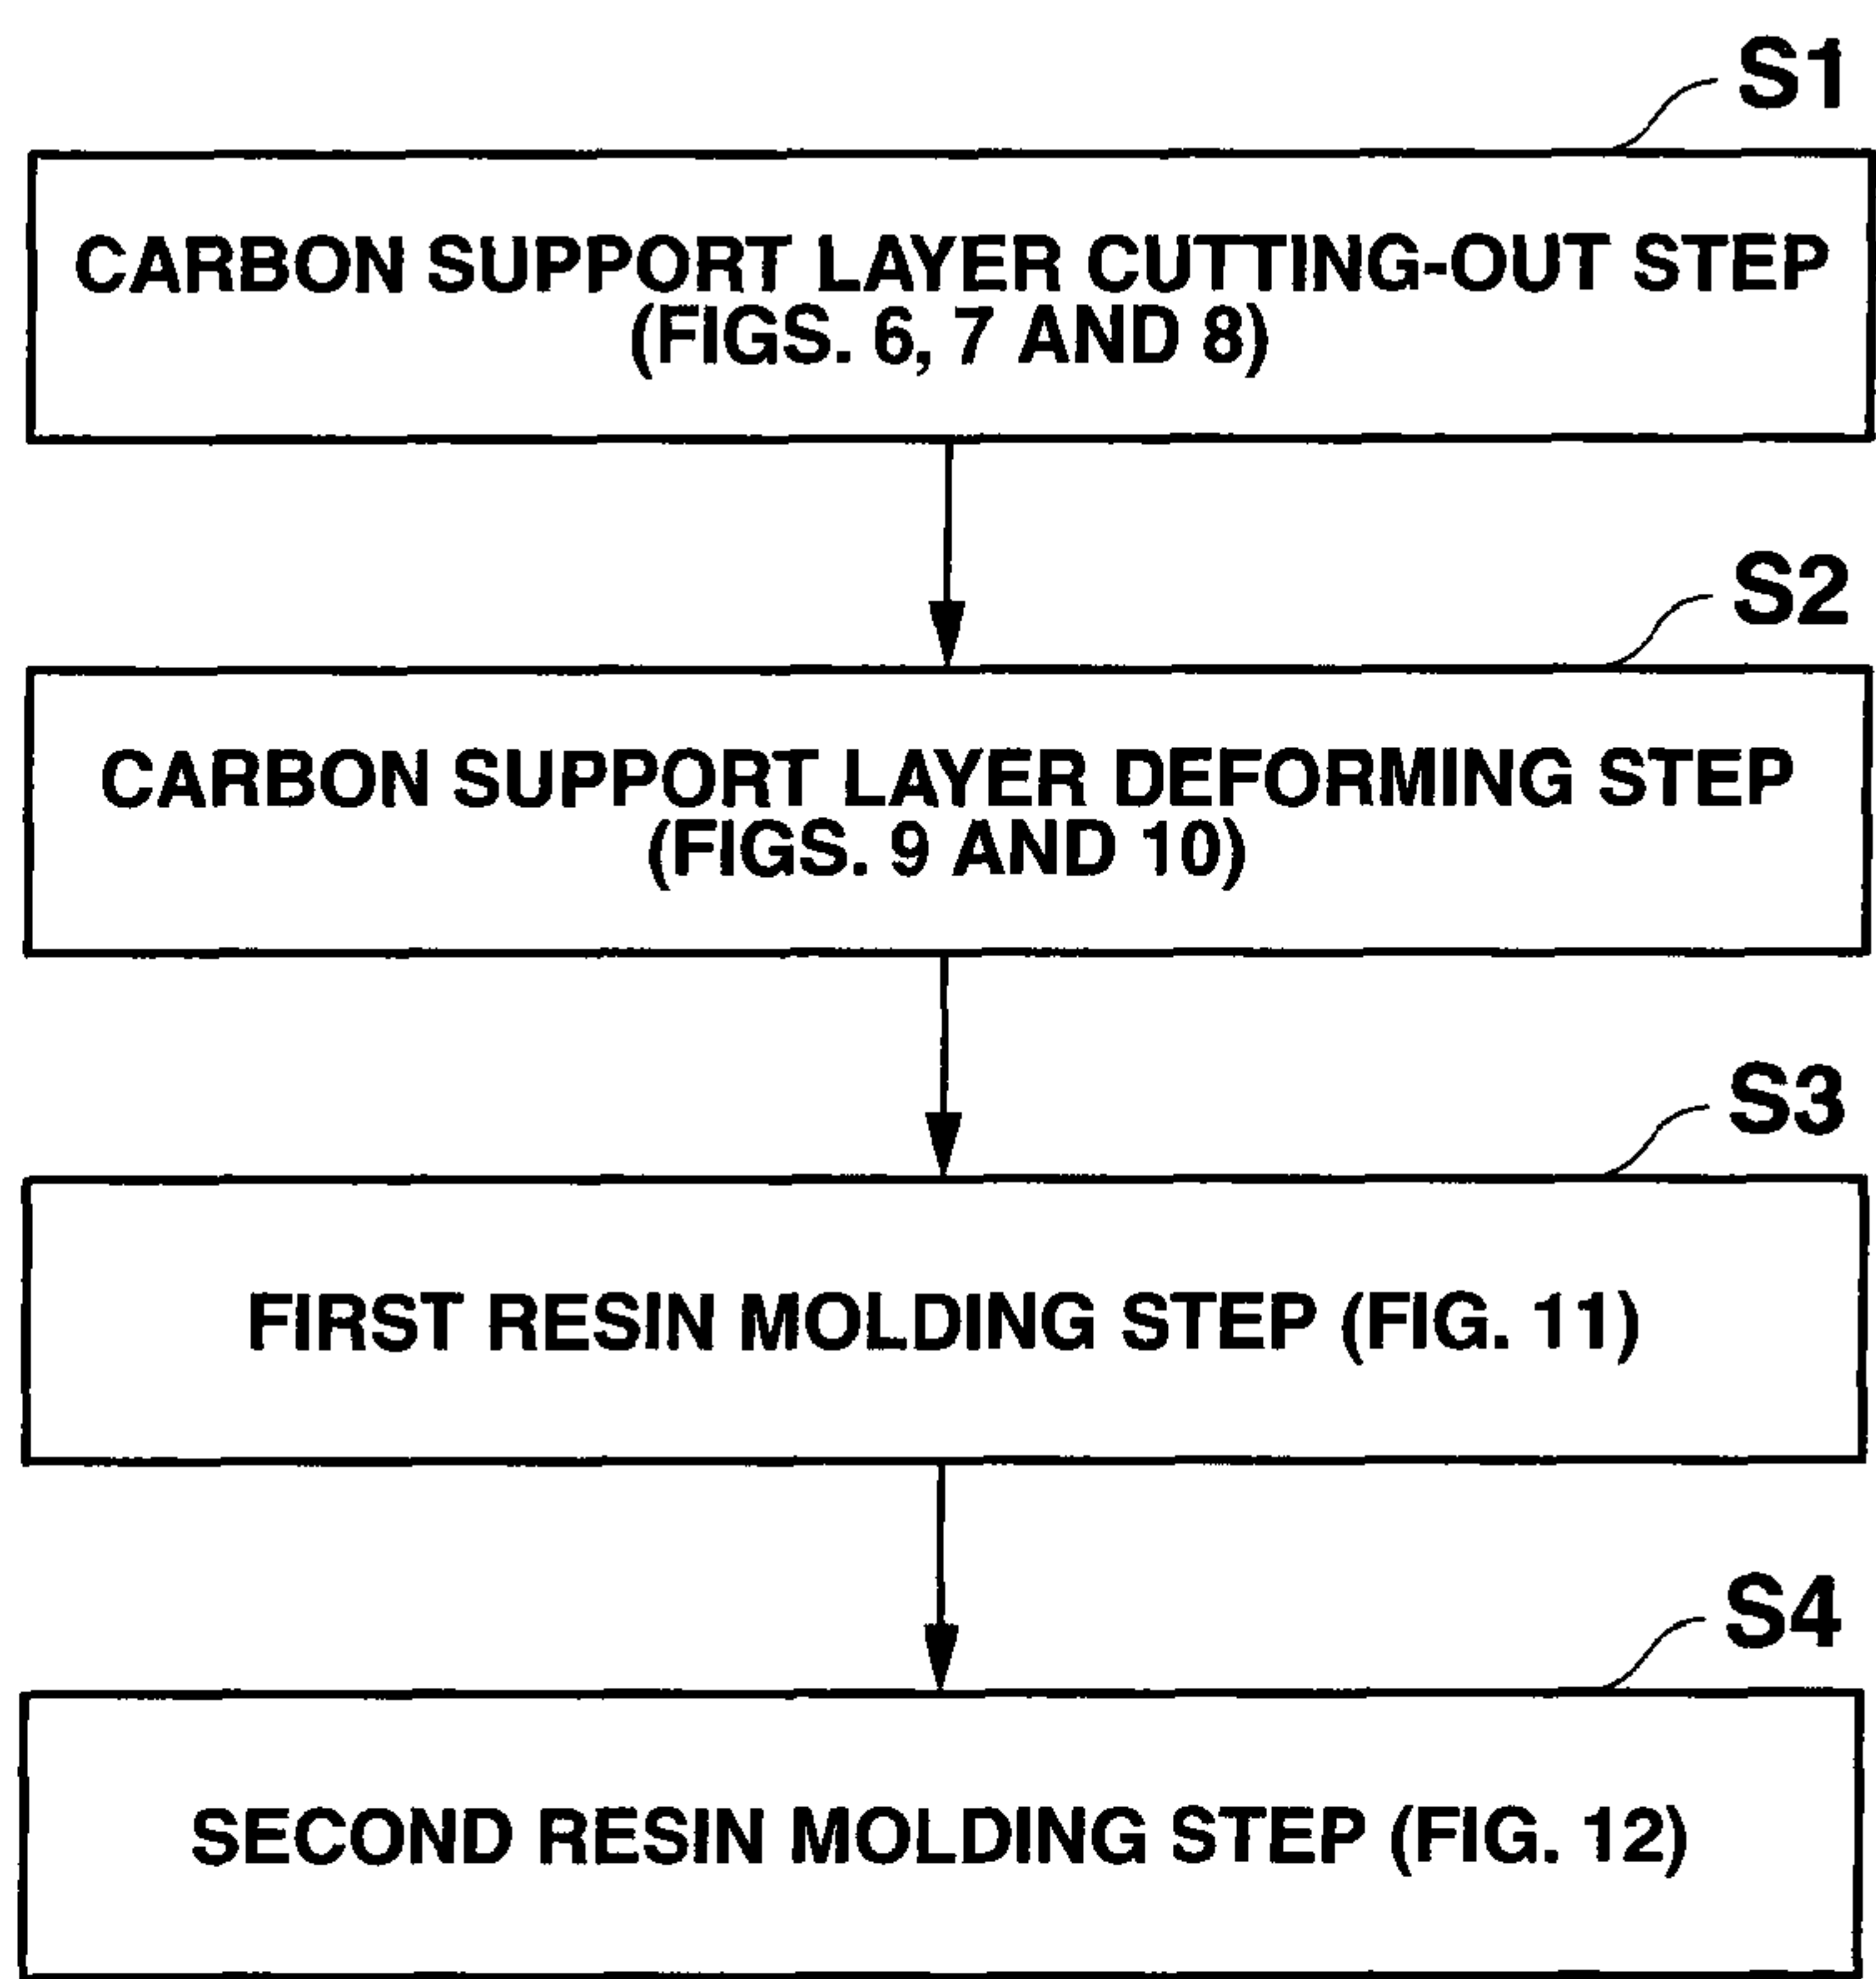 S1
CARBON SUPPORT LAYER CUTTING-OUT STEP
(FIGS. 6, 7 AND 8)
S2
CARBON SUPPORT LAYER DEFORMING STEP
(FIGS. 9 AND 10)
S3
FIRST RESIN MOLDING STEP (FIG. 11)
S4
SECOND RESIN MOLDING STEP (FIG. 12)